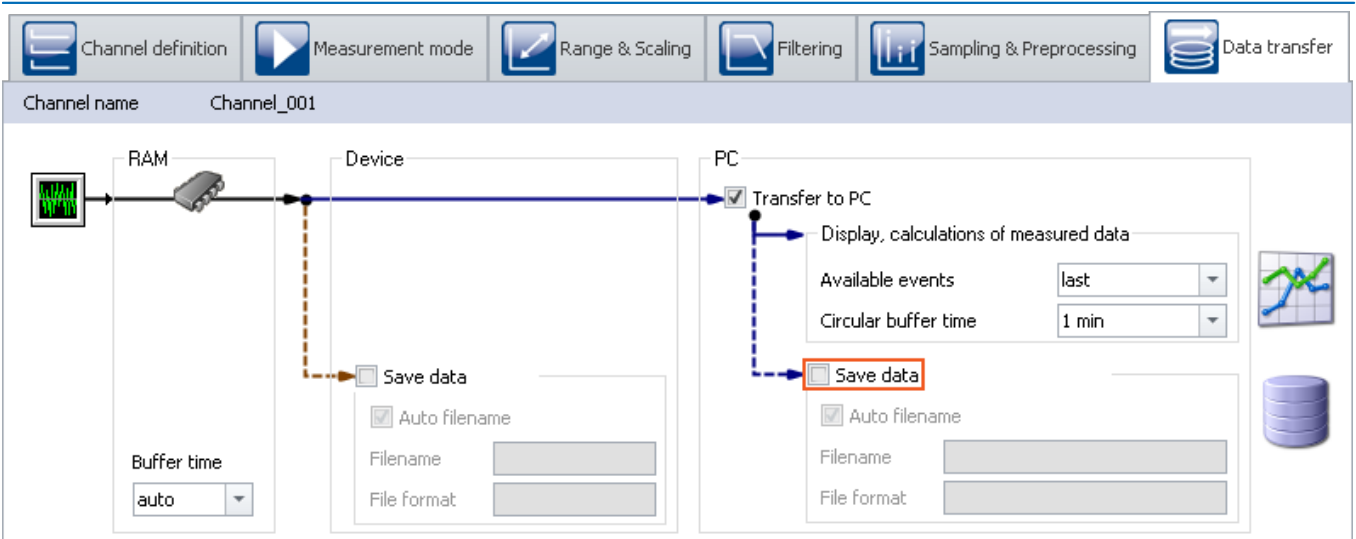 Channel definition
Measurement mode
Range & Scaling
Filtering
Sampling & Preprocessing
Data transfer
Channel name Channel_001
RAM
Device
PC
Transfer to PC
Display, calculations of measured data
Available events last
Circular buffer time 1 min
Save data
Auto filename
Filename
File format
Save data
Auto filename
Filename
File format
Buffer time
auto